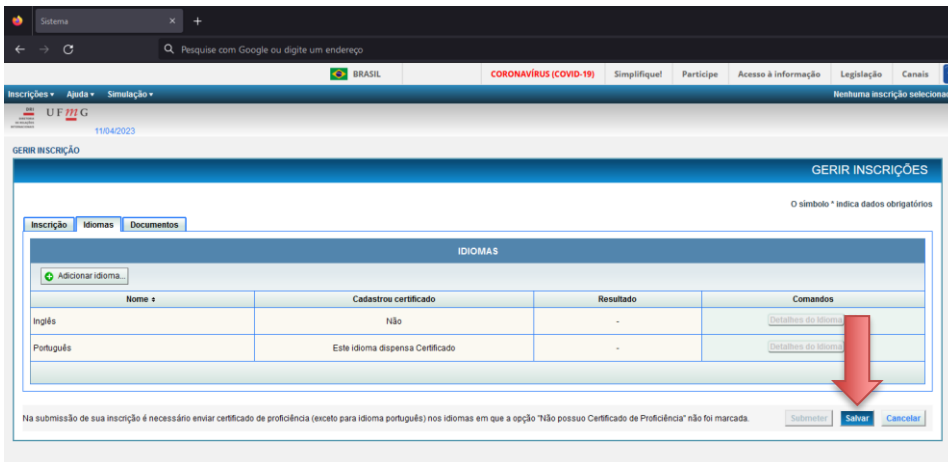 Sistema
Pesquise com Google ou digite um endereço
BRASIL CORONAVÍRUS (COVID-19) Simplifique! Participe Acesso à informação Legislação Canais
Inscrições Ajuda Simulação Nenhuma inscrição seleciona
UFmG
11/04/2023
GERIR INSCRIÇÃO
GERIR INSCRIÇÕES
O símbolo * indica dados obrigatórios
Inscrição Idiomas Documentos
IDIOMAS
Adicionar idioma...
Nome Cadastrou certificado Resultado Comandos
Inglês Não - Detalhes do Idioma
Português Este idioma dispensa Certificado - Detalhes do Idioma
Na submissão de sua inscrição é necessário enviar certificado de proficiência (exceto para idioma português) nos idiomas em que a opção "Não possuo Certificado de Proficiência" não foi marcada. Submeter Salvar Cancelar